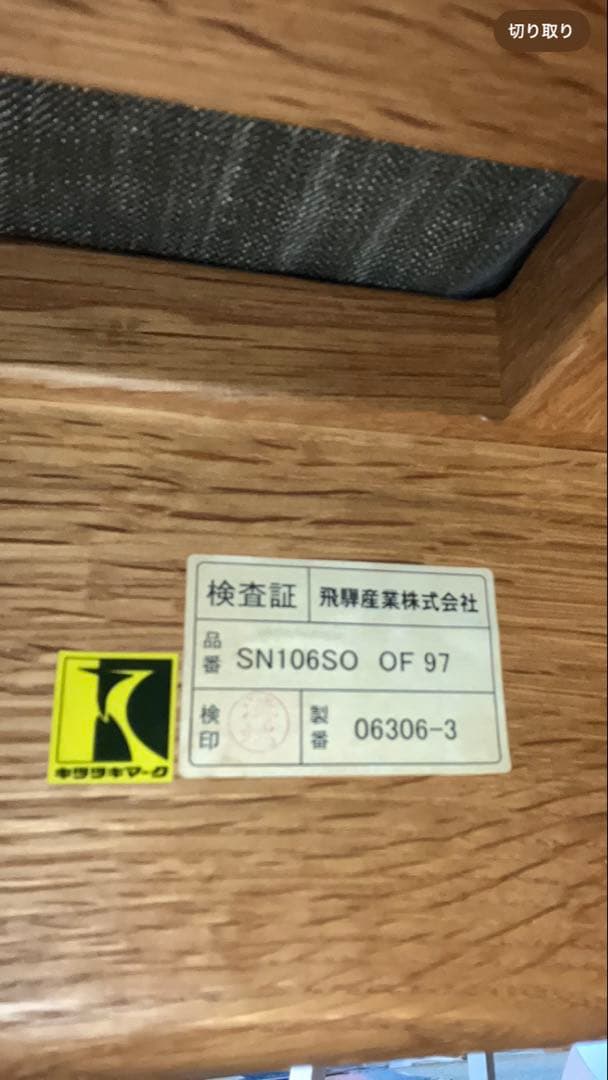 切り取り
検査証 飛騨産業株式会社
品番 SN106SO OF 97
検印 製番 06306-3
キツツキマーク